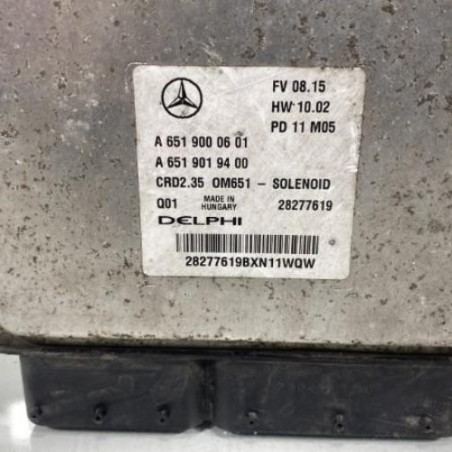 FV 08.15
HW 10.02
PD 11 M05
A 651 900 06 01
A 651 901 94 00
CRD2.35 OM651 - SOLENOID
Q01 MADE IN HUNGARY 28277619
DELPHI
28277619BXN11WQW